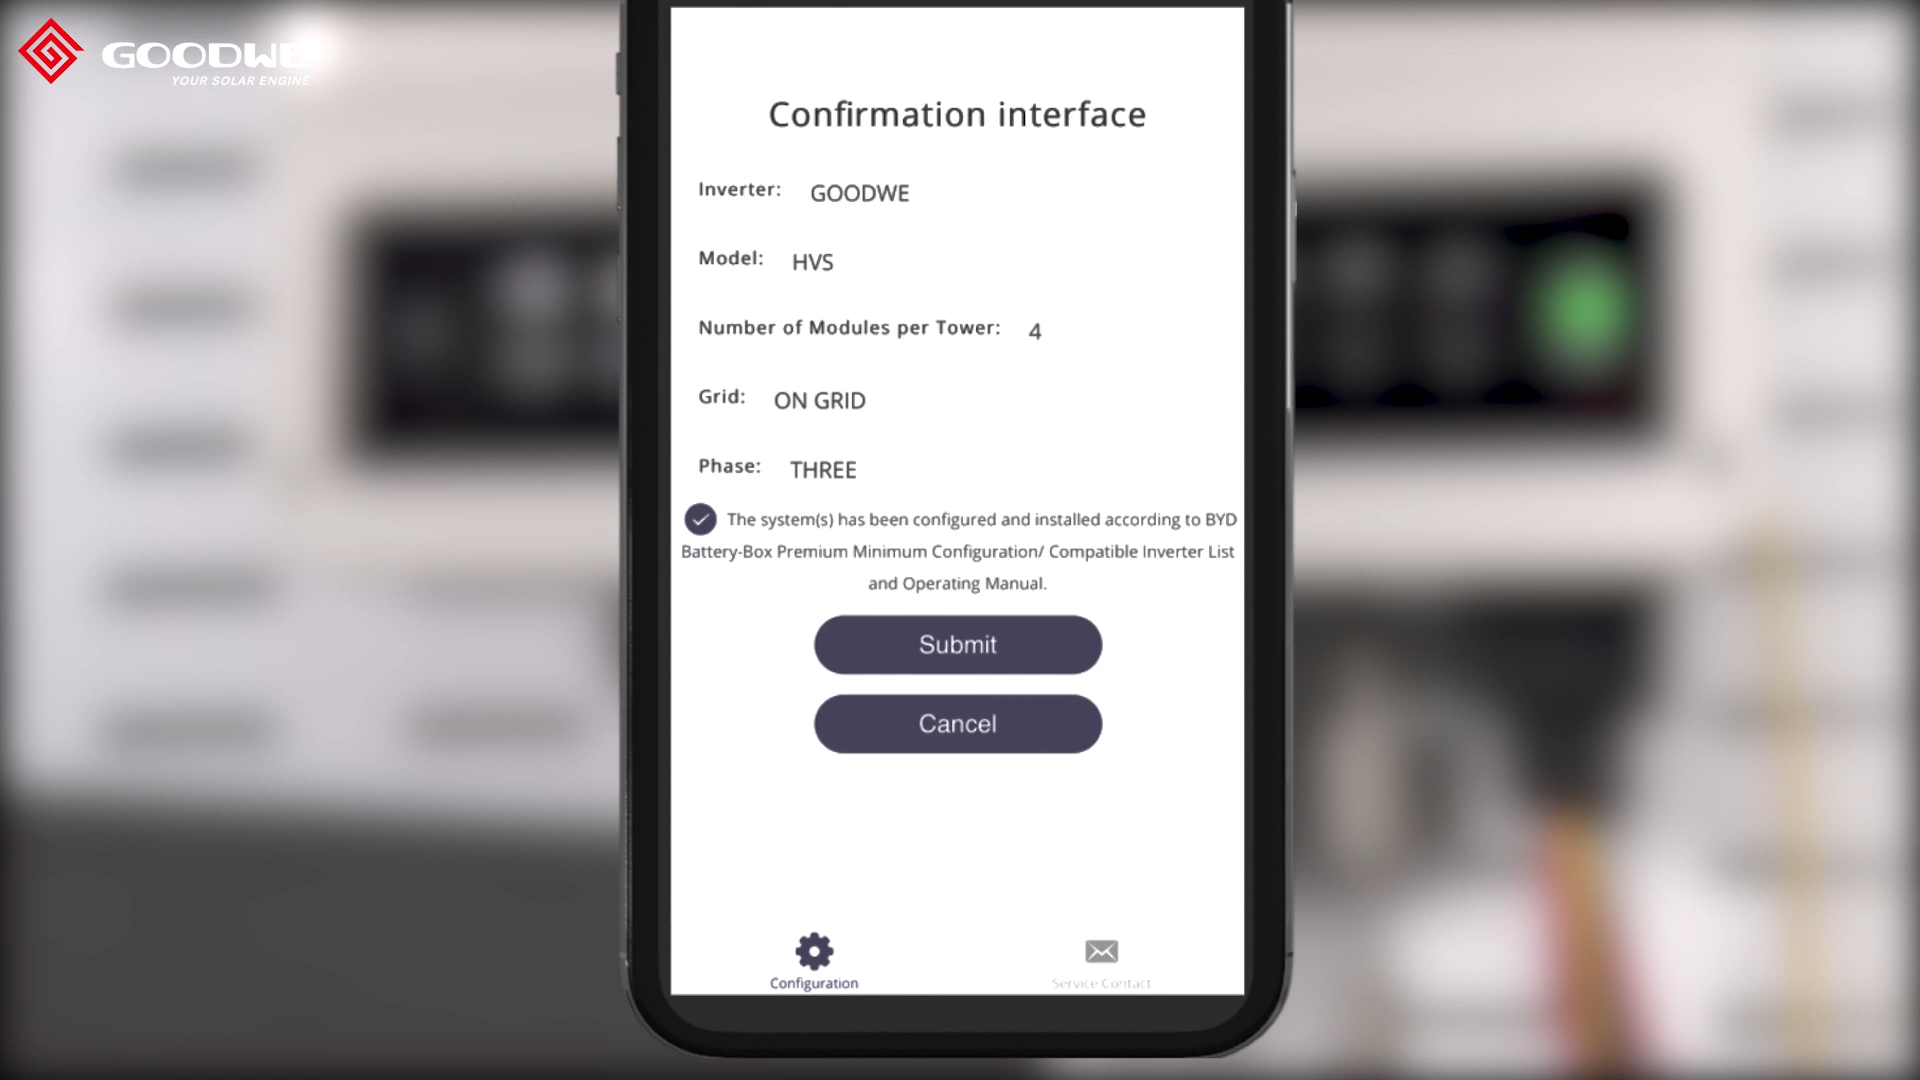 GOODWE
YOUR SOLAR ENGINE
Confirmation interface
Inverter: GOODWE
Model: HVS
Number of Modules per Tower: 4
Grid: ON GRID
Phase: THREE
The system(s) has been configured and installed according to BYD
Battery-Box Premium Minimum Configuration/ Compatible Inverter List
and Operating Manual.
Submit
Cancel
Configuration
Service Contact